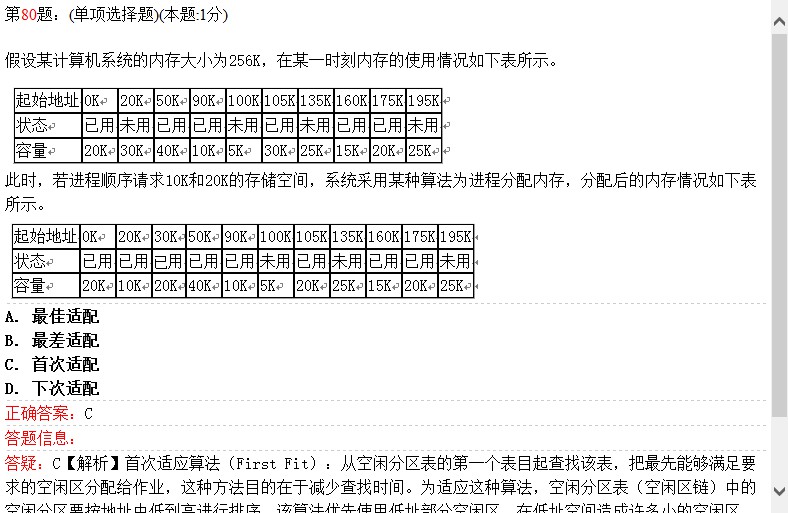 第80题：(单项选择题)(本题:1分)
假设某计算机系统的内存大小为256K，在某一时刻内存的使用情况如下表所示。
起始地址 0K 20K 50K 90K 100K 105K 135K 160K 175K 195K
状态 已用 未用 已用 已用 未用 已用 未用 已用 已用 未用
容量 20K 30K 40K 10K 5K 30K 25K 15K 20K 25K
此时，若进程顺序请求10K和20K的存储空间，系统采用某种算法为进程分配内存，分配后的内存情况如下表
所示。
起始地址 0K 20K 30K 50K 90K 100K 105K 135K 160K 175K 195K
状态 已用 已用 已用 已用 已用 未用 已用 未用 已用 已用 未用
容量 20K 10K 20K 40K 10K 5K 20K 25K 15K 20K 25K
A. 最佳适配
B. 最差适配
C. 首次适配
D. 下次适配
正确答案：C
答题信息：
答疑：C【解析】首次适应算法（First Fit）：从空闲分区表的第一个表目起查找该表，把最先能够满足要
求的空闲区分配给作业，这种方法目的在于减少查找时间。为适应这种算法，空闲分区表（空闲区链）中的
空闲分区要按地址由低到高进行排序。该算法优先使用低址部分空闲区，在低址空间造成许多小的空闲区，